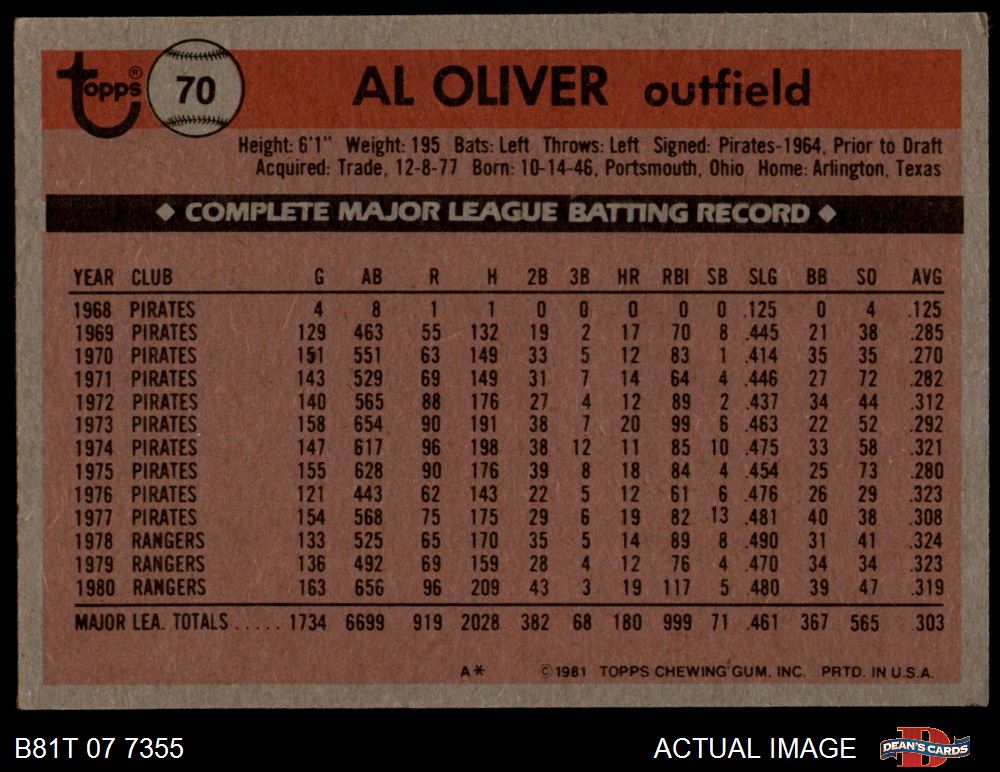 Topps® 70 AL OLIVER outfield
Height: 6'1" Weight: 195 Bats: Left Throws: Left Signed: Pirates-1964, Prior to Draft
Acquired: Trade, 12-8-77 Born: 10-14-46, Portsmouth, Ohio Home: Arlington, Texas
◆ COMPLETE MAJOR LEAGUE BATTING RECORD ◆
YEAR CLUB G AB R H 2B 3B HR RBI SB SLG BB SO AVG
1968 PIRATES 4 8 1 1 0 0 0 0 0 .125 0 4 .125
1969 PIRATES 129 463 55 132 19 2 17 70 8 .445 21 38 .285
1970 PIRATES 151 551 63 149 33 5 12 83 1 .414 35 35 .270
1971 PIRATES 143 529 69 149 31 7 14 64 4 .446 27 72 .282
1972 PIRATES 140 565 88 176 27 4 12 89 2 .437 34 44 .312
1973 PIRATES 158 654 90 191 38 7 20 99 6 .463 22 52 .292
1974 PIRATES 147 617 96 198 38 12 11 85 10 .475 33 58 .321
1975 PIRATES 155 628 90 176 39 8 18 84 4 .454 25 73 .280
1976 PIRATES 121 443 62 143 22 5 12 61 6 .476 26 29 .323
1977 PIRATES 154 568 75 175 29 6 19 82 13 .481 40 38 .308
1978 RANGERS 133 525 65 170 35 5 14 89 8 .490 31 41 .324
1979 RANGERS 136 492 69 159 28 4 12 76 4 .470 34 34 .323
1980 RANGERS 163 656 96 209 43 3 19 117 5 .480 39 47 .319
MAJOR LEA. TOTALS ..... 1734 6699 919 2028 382 68 180 999 71 .461 367 565 .303
A* ©1981 TOPPS CHEWING GUM, INC. PRTD. IN U.S.A.
B81T 07 7355 ACTUAL IMAGE D DEAN'S CARDS